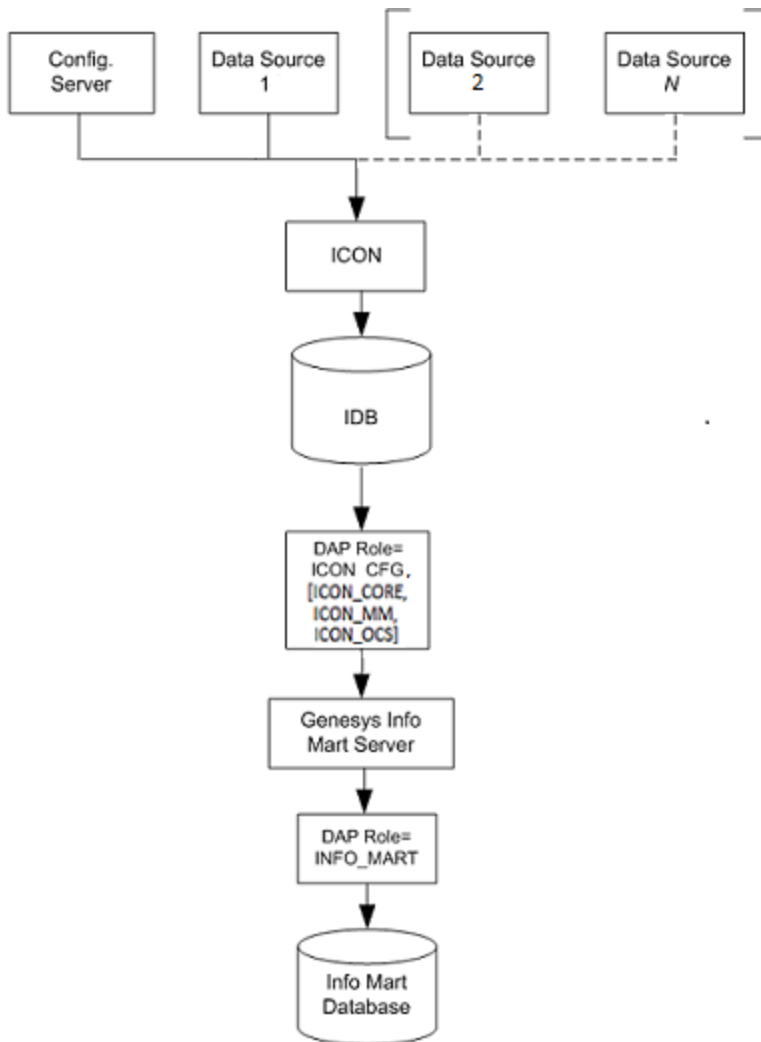 Config.
Server
Data Source
1
Data Source
2
Data Source
N
ICON
IDB
DAP Role=
ICON_CFG,
[ICON_CORE,
ICON_MM,
ICON_OCS]
Genesys Info
Mart Server
DAP Role=
INFO_MART
Info Mart
Database